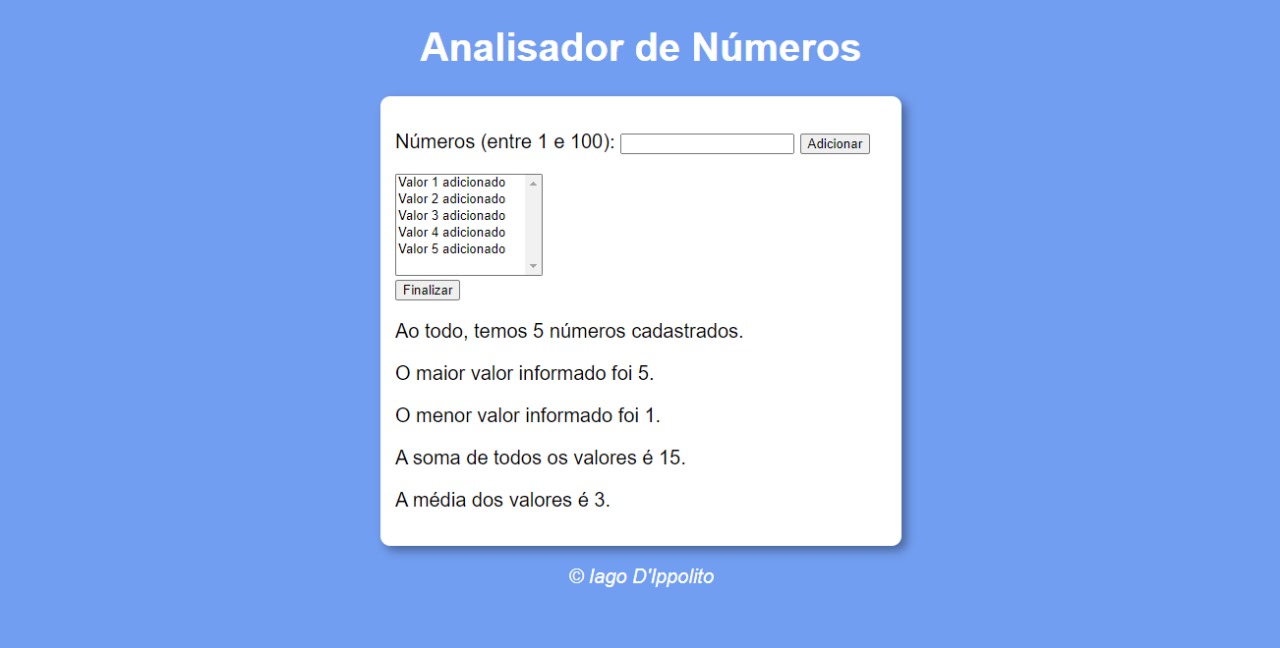 Analisador de Números
Números (entre 1 e 100): Adicionar
Valor 1 adicionado
Valor 2 adicionado
Valor 3 adicionado
Valor 4 adicionado
Valor 5 adicionado
Finalizar
Ao todo, temos 5 números cadastrados.
O maior valor informado foi 5.
O menor valor informado foi 1.
A soma de todos os valores é 15.
A média dos valores é 3.
© Iago D'Ippolito